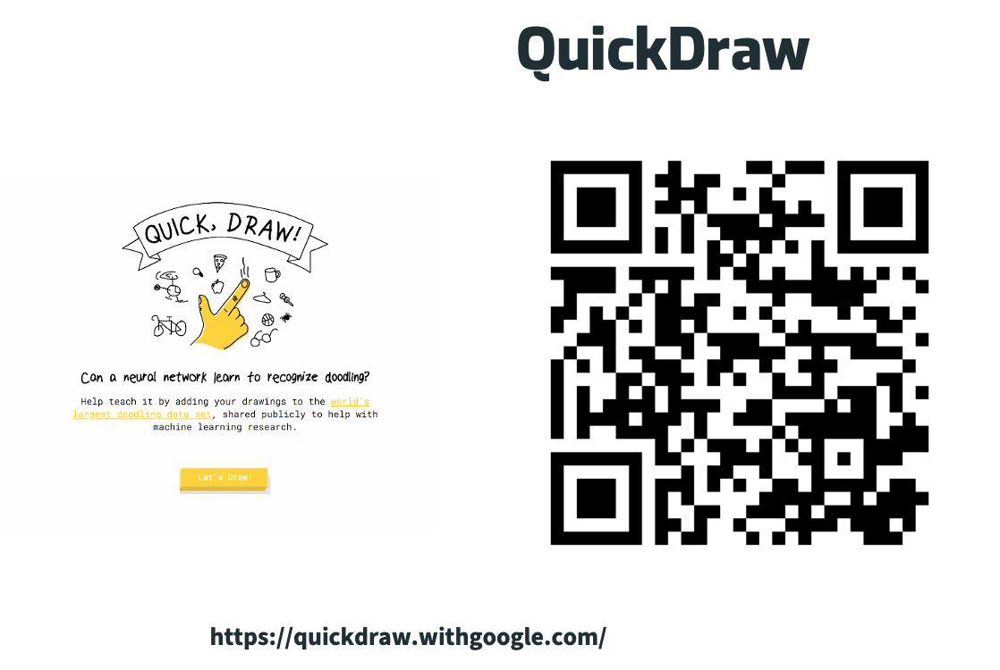 QuickDraw
QUICK, DRAW!
Can a neural network learn to recognize doodling?
Help teach it by adding your drawings to the world's
largest doodling data set, shared publicly to help with
machine learning research.
Let's Draw!
https://quickdraw.withgoogle.com/